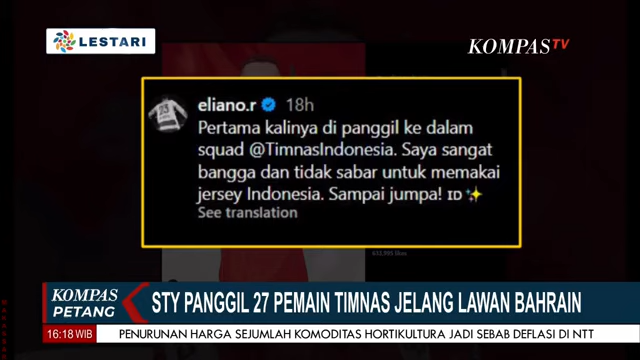 LESTARI
KOMPASTV
eliano.r 18h
Pertama kalinya di panggil ke dalam
squad @TimnasIndonesia. Saya sangat
bangga dan tidak sabar untuk memakai
jersey Indonesia. Sampai jumpa! ID✨
See translation
KOMPAS
PETANG
STY PANGGIL 27 PEMAIN TIMNAS JELANG LAWAN BAHRAIN
16:18 WIB
PENURUNAN HARGA SEJUMLAH KOMODITAS HORTIKULTURA JADI SEBAB DEFLASI DI NTT